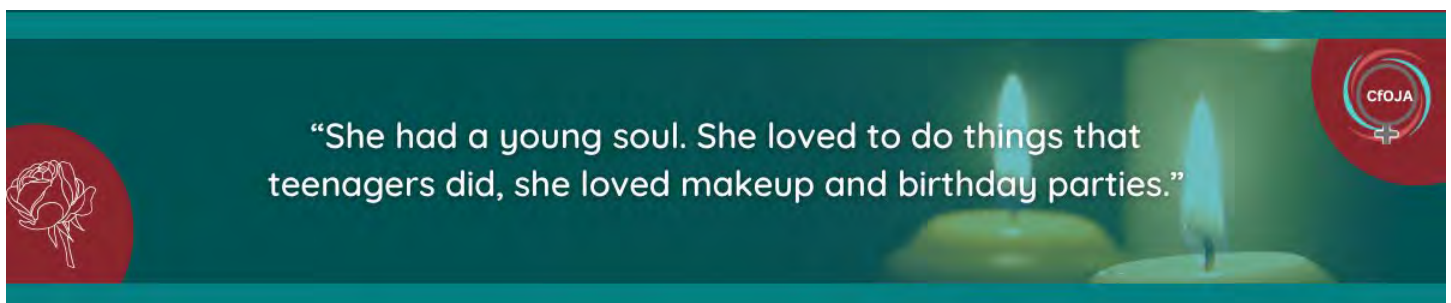 CfOJA
“She had a young soul. She loved to do things that
teenagers did, she loved makeup and birthday parties.”